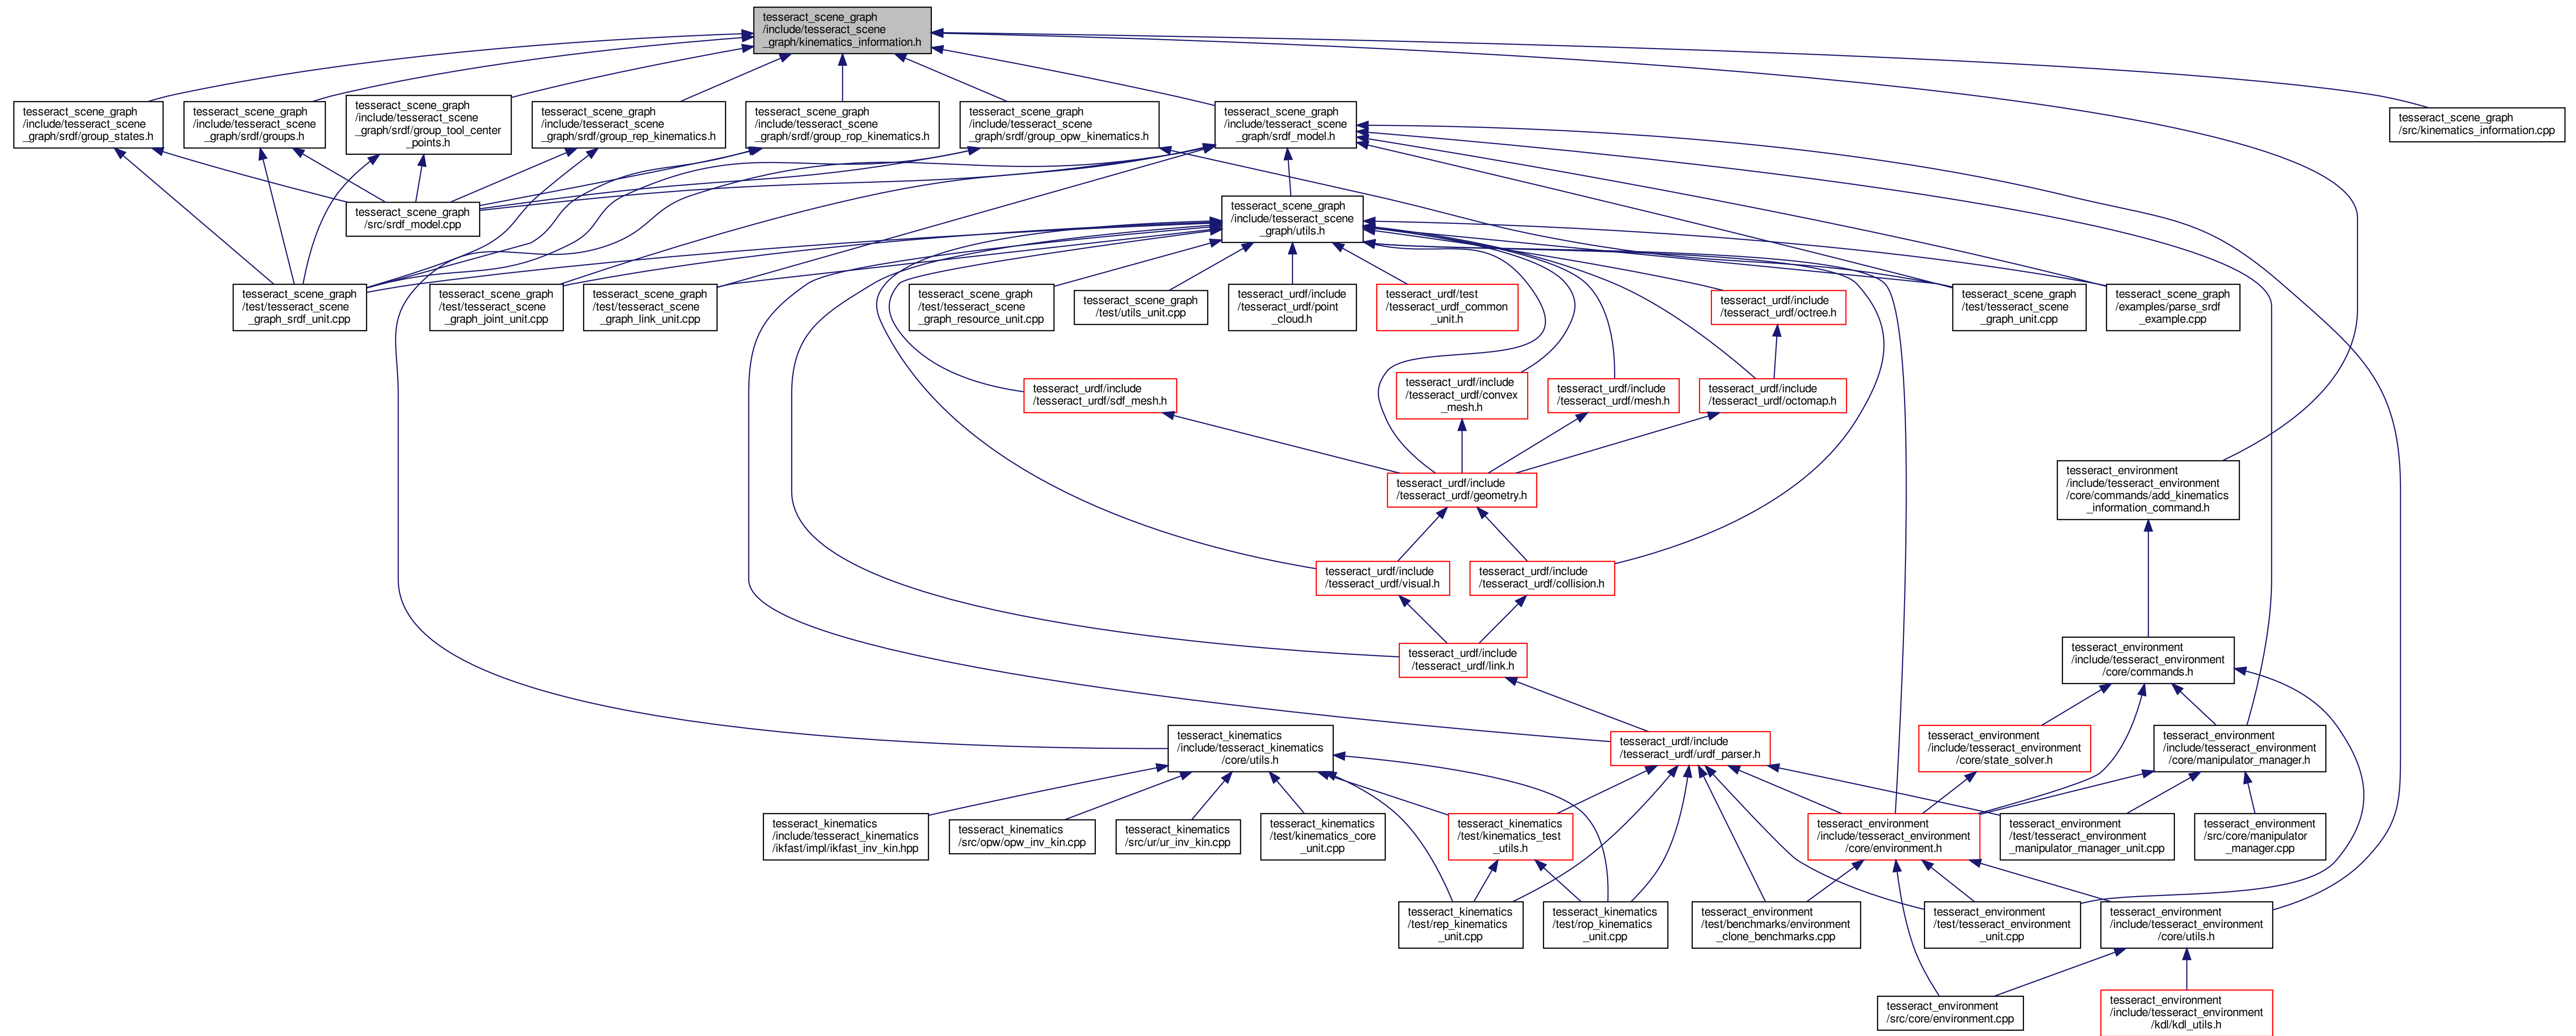 tesseract_scene_graph
/include/tesseract_scene
_graph/kinematics_information.h
tesseract_scene_graph
/include/tesseract_scene
_graph/srdf/group_states.h
tesseract_scene_graph
/include/tesseract_scene
_graph/srdf/groups.h
tesseract_scene_graph
/include/tesseract_scene
_graph/srdf/group_tool_center
_points.h
tesseract_scene_graph
/include/tesseract_scene
_graph/srdf/group_rep_kinematics.h
tesseract_scene_graph
/include/tesseract_scene
_graph/srdf/group_rop_kinematics.h
tesseract_scene_graph
/include/tesseract_scene
_graph/srdf/group_opw_kinematics.h
tesseract_scene_graph
/include/tesseract_scene
_graph/srdf_model.h
tesseract_scene_graph
/src/kinematics_information.cpp
tesseract_scene_graph
/src/srdf_model.cpp
tesseract_scene_graph
/include/tesseract_scene
_graph/utils.h
tesseract_scene_graph
/test/tesseract_scene
_graph_srdf_unit.cpp
tesseract_scene_graph
/test/tesseract_scene
_graph_joint_unit.cpp
tesseract_scene_graph
/test/tesseract_scene
_graph_link_unit.cpp
tesseract_scene_graph
/test/tesseract_scene
_graph_resource_unit.cpp
tesseract_scene_graph
/test/utils_unit.cpp
tesseract_urdf/include
/tesseract_urdf/point
_cloud.h
tesseract_urdf/test
/tesseract_urdf_common
_unit.h
tesseract_urdf/include
/tesseract_urdf/octree.h
tesseract_scene_graph
/test/tesseract_scene
_graph_unit.cpp
tesseract_scene_graph
/examples/parse_srdf
_example.cpp
tesseract_urdf/include
/tesseract_urdf/sdf_mesh.h
tesseract_urdf/include
/tesseract_urdf/convex
_mesh.h
tesseract_urdf/include
/tesseract_urdf/mesh.h
tesseract_urdf/include
/tesseract_urdf/octomap.h
tesseract_urdf/include
/tesseract_urdf/geometry.h
tesseract_environment
/include/tesseract_environment
/core/commands/add_kinematics
_information_command.h
tesseract_urdf/include
/tesseract_urdf/visual.h
tesseract_urdf/include
/tesseract_urdf/collision.h
tesseract_urdf/include
/tesseract_urdf/link.h
tesseract_environment
/include/tesseract_environment
/core/commands.h
tesseract_kinematics
/include/tesseract_kinematics
/core/utils.h
tesseract_urdf/include
/tesseract_urdf/urdf_parser.h
tesseract_environment
/include/tesseract_environment
/core/state_solver.h
tesseract_environment
/include/tesseract_environment
/core/manipulator_manager.h
tesseract_kinematics
/include/tesseract_kinematics
/ikfast/impl/ikfast_inv_kin.hpp
tesseract_kinematics
/src/opw/opw_inv_kin.cpp
tesseract_kinematics
/src/ur/ur_inv_kin.cpp
tesseract_kinematics
/test/kinematics_core
_unit.cpp
tesseract_kinematics
/test/kinematics_test
_utils.h
tesseract_environment
/include/tesseract_environment
/core/environment.h
tesseract_environment
/test/tesseract_environment
_manipulator_manager_unit.cpp
tesseract_environment
/src/core/manipulator
_manager.cpp
tesseract_kinematics
/test/rep_kinematics
_unit.cpp
tesseract_kinematics
/test/rop_kinematics
_unit.cpp
tesseract_environment
/test/benchmarks/environment
_clone_benchmarks.cpp
tesseract_environment
/test/tesseract_environment
_unit.cpp
tesseract_environment
/include/tesseract_environment
/core/utils.h
tesseract_environment
/src/core/environment.cpp
tesseract_environment
/include/tesseract_environment
/kdl/kdl_utils.h